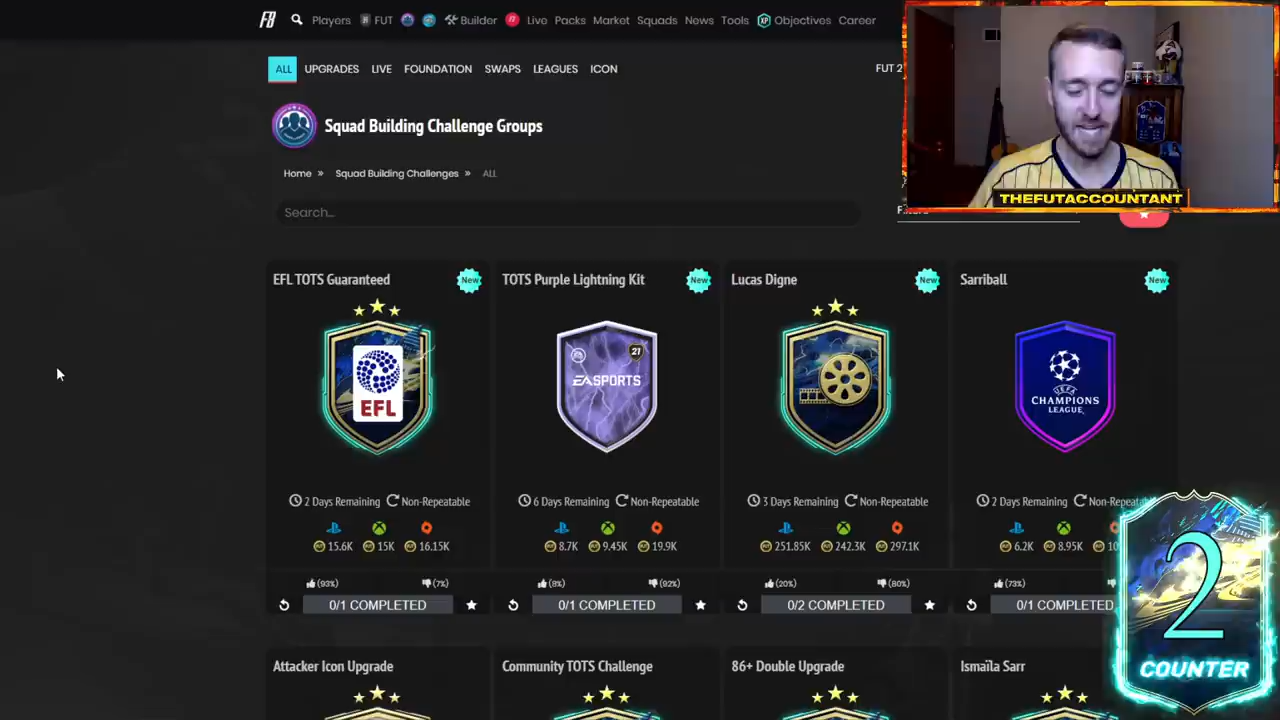 FB Players FUT Builder Live Packs Market Squads News Tools XP Objectives Career
ALL UPGRADES LIVE FOUNDATION SWAPS LEAGUES ICON FUT 2
Squad Building Challenge Groups
Home » Squad Building Challenges » ALL
Search...
THEFUTACCOUNTANT
EFL TOTS Guaranteed New TOTS Purple Lightning Kit New Lucas Digne New Sarriball New
EFL
21
EA SPORTS
UEFA
CHAMPIONS
LEAGUE
2 Days Remaining Non-Repeatable 6 Days Remaining Non-Repeatable 3 Days Remaining Non-Repeatable 2 Days Remaining Non-Repeatable
15.6K 15K 16.15K 8.7K 9.45K 19.9K 251.85K 242.3K 297.1K 6.2K 8.95K 10
(93%) (7%) (8%) (92%) (20%) (80%) (73%)
0/1 COMPLETED 0/1 COMPLETED 0/2 COMPLETED 0/1 COMPLETED
Attacker Icon Upgrade Community TOTS Challenge 86+ Double Upgrade Ismaïla Sarr
2
COUNTER